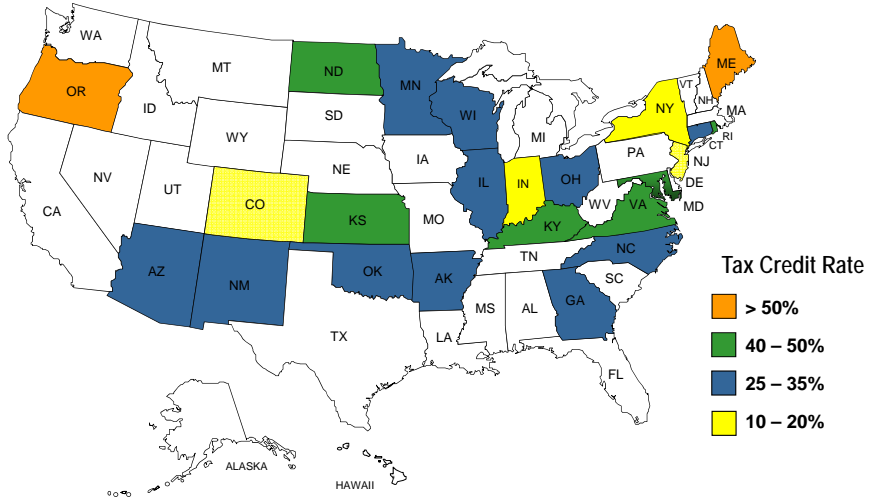 WA
MT
ND
MN
ME
VT
NH
OR
ID
SD
WI
NY
MA
WY
MI
RI
CT
IA
PA
NJ
NE
NV
UT
IL
IN
OH
DE
CO
WV
VA
MD
CA
KS
MO
KY
NC
TN
AZ
NM
OK
AK
SC
GA
MS
AL
TX
LA
FL
ALASKA
HAWAII
Tax Credit Rate
> 50%
40 – 50%
25 – 35%
10 – 20%